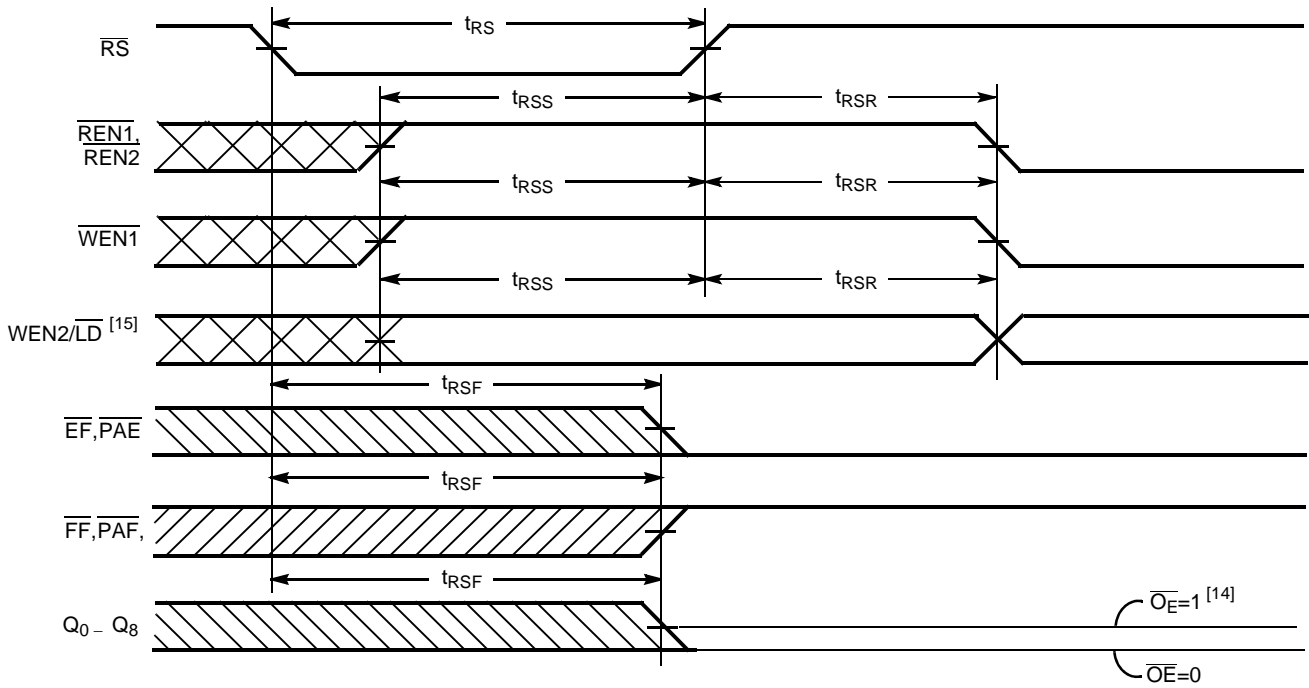 tRS
RS
tRSS
tRSR
REN1,
REN2
tRSS
tRSR
WEN1
tRSS
tRSR
WEN2/LD [15]
tRSF
EF,PAE
tRSF
FF,PAF,
tRSF
OE=1 [14]
Q0 – Q8
OE=0